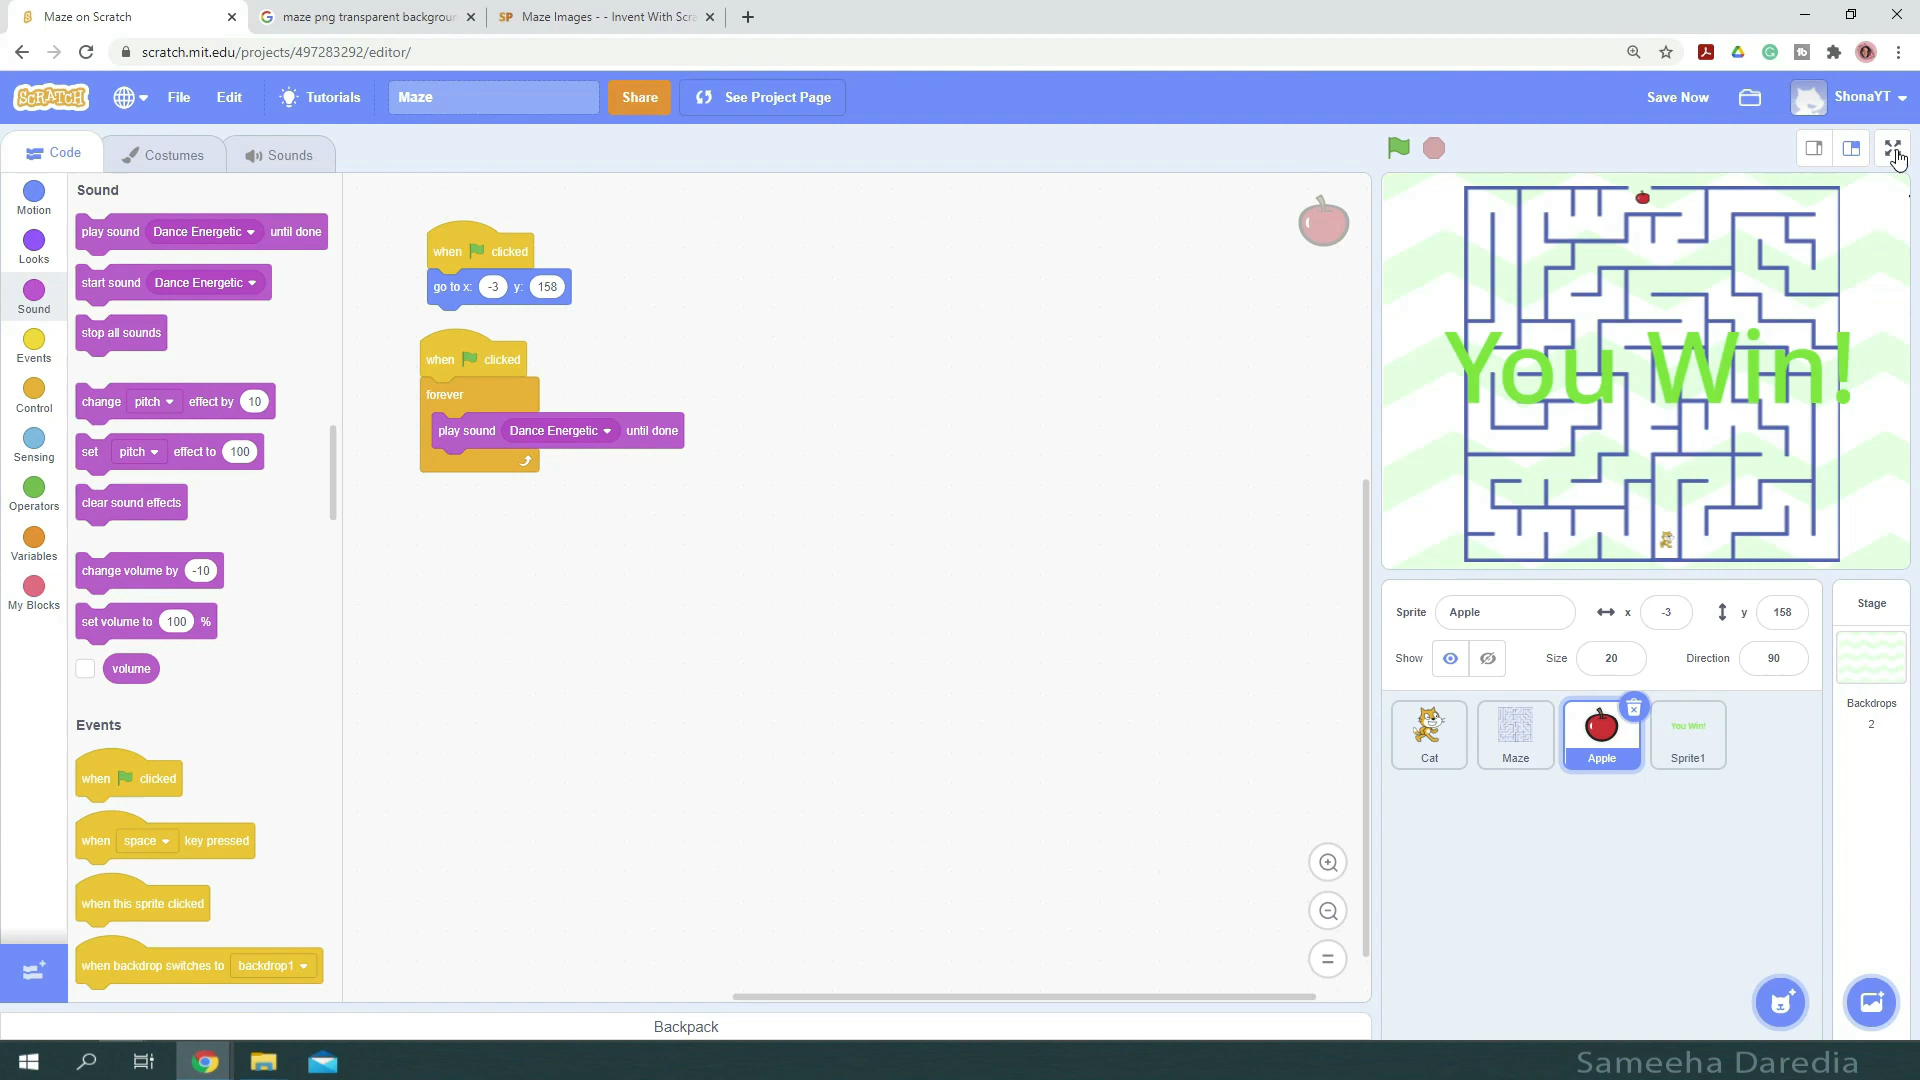 Maze on Scratch
maze png transparent backgroun
Maze Images - - Invent With Scra
scratch.mit.edu/projects/497283292/editor/
SCRATCH
File
Edit
Tutorials
Maze
Share
See Project Page
Save Now
ShonaYT
Code
Costumes
Sounds
Motion
Looks
Sound
Events
Control
Sensing
Operators
Variables
My Blocks
Sound
play sound Dance Energetic until done
start sound Dance Energetic
stop all sounds
change pitch effect by 10
set pitch effect to 100
clear sound effects
change volume by -10
set volume to 100 %
volume
Events
when clicked
when space key pressed
when this sprite clicked
when backdrop switches to backdrop1
when clicked
go to x: -3 y: 158
when clicked
forever
play sound Dance Energetic until done
You Win!
Sprite Apple x -3 y 158
Show Size 20 Direction 90
Cat
Maze
Apple
You Win!
Sprite1
Stage
Backdrops
2
Backpack
Sameeha Daredia